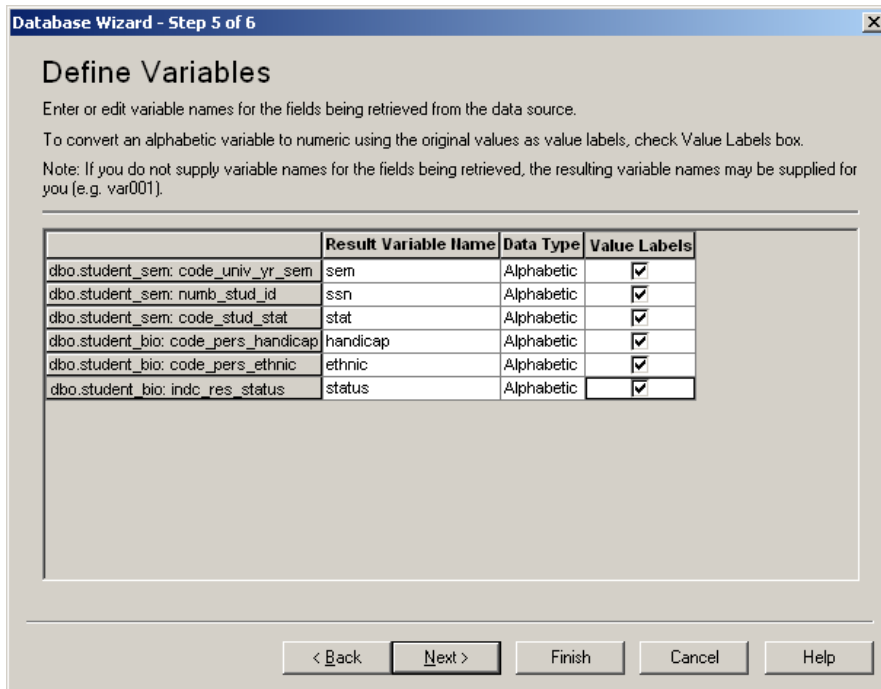 Database Wizard - Step 5 of 6
Define Variables
Enter or edit variable names for the fields being retrieved from the data source.
To convert an alphabetic variable to numeric using the original values as value labels, check Value Labels box.
Note: If you do not supply variable names for the fields being retrieved, the resulting variable names may be supplied for
you (e.g. var001).
Result Variable Name Data Type Value Labels
dbo.student_sem: code_univ_yr_sem sem Alphabetic
dbo.student_sem: numb_stud_id ssn Alphabetic
dbo.student_sem: code_stud_stat stat Alphabetic
dbo.student_bio: code_pers_handicap handicap Alphabetic
dbo.student_bio: code_pers_ethnic ethnic Alphabetic
dbo.student_bio: indc_res_status status Alphabetic
< Back Next > Finish Cancel Help